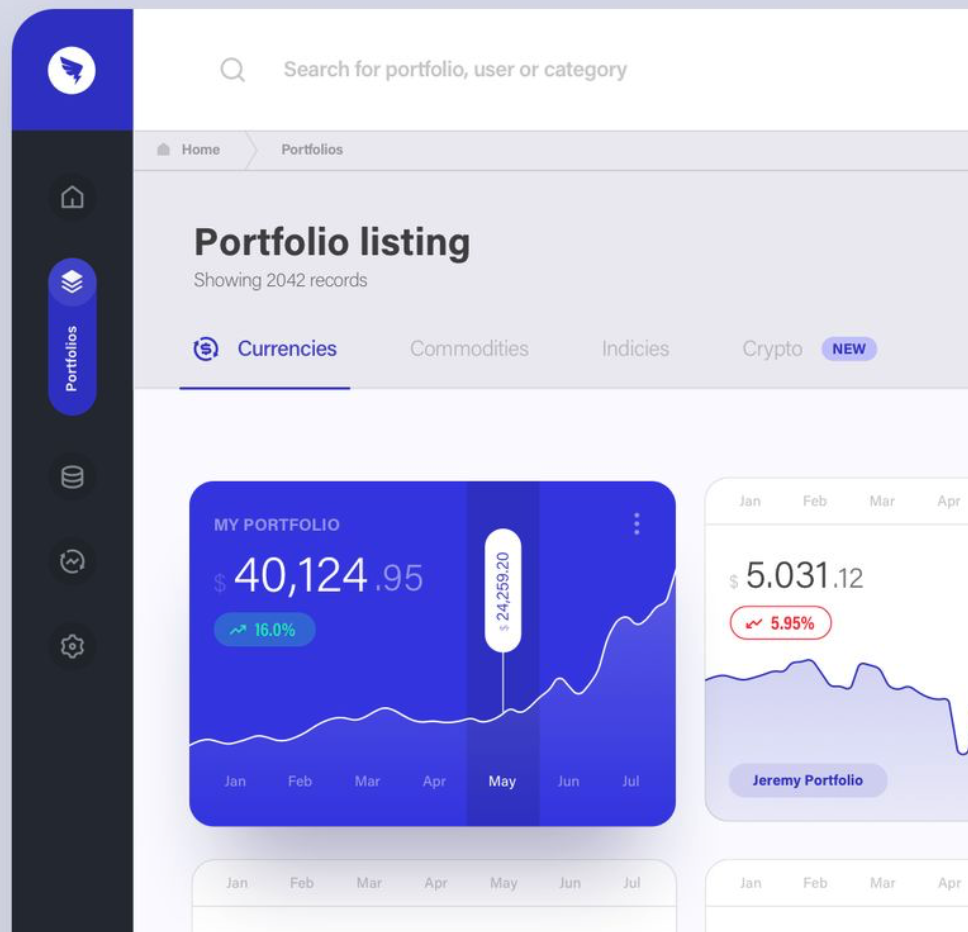 Search for portfolio, user or category
Home
Portfolios
Portfolio listing
Showing 2042 records
Portfolios
Currencies
Commodities
Indicies
Crypto
NEW
MY PORTFOLIO
$ 40,124.95
16.0%
$ 24,259.20
Jan Feb Mar Apr May Jun Jul
Jan Feb Mar Apr
$ 5.031.12
5.95%
Jeremy Portfolio
Jan Feb Mar Apr May Jun Jul
Jan Feb Mar Apr